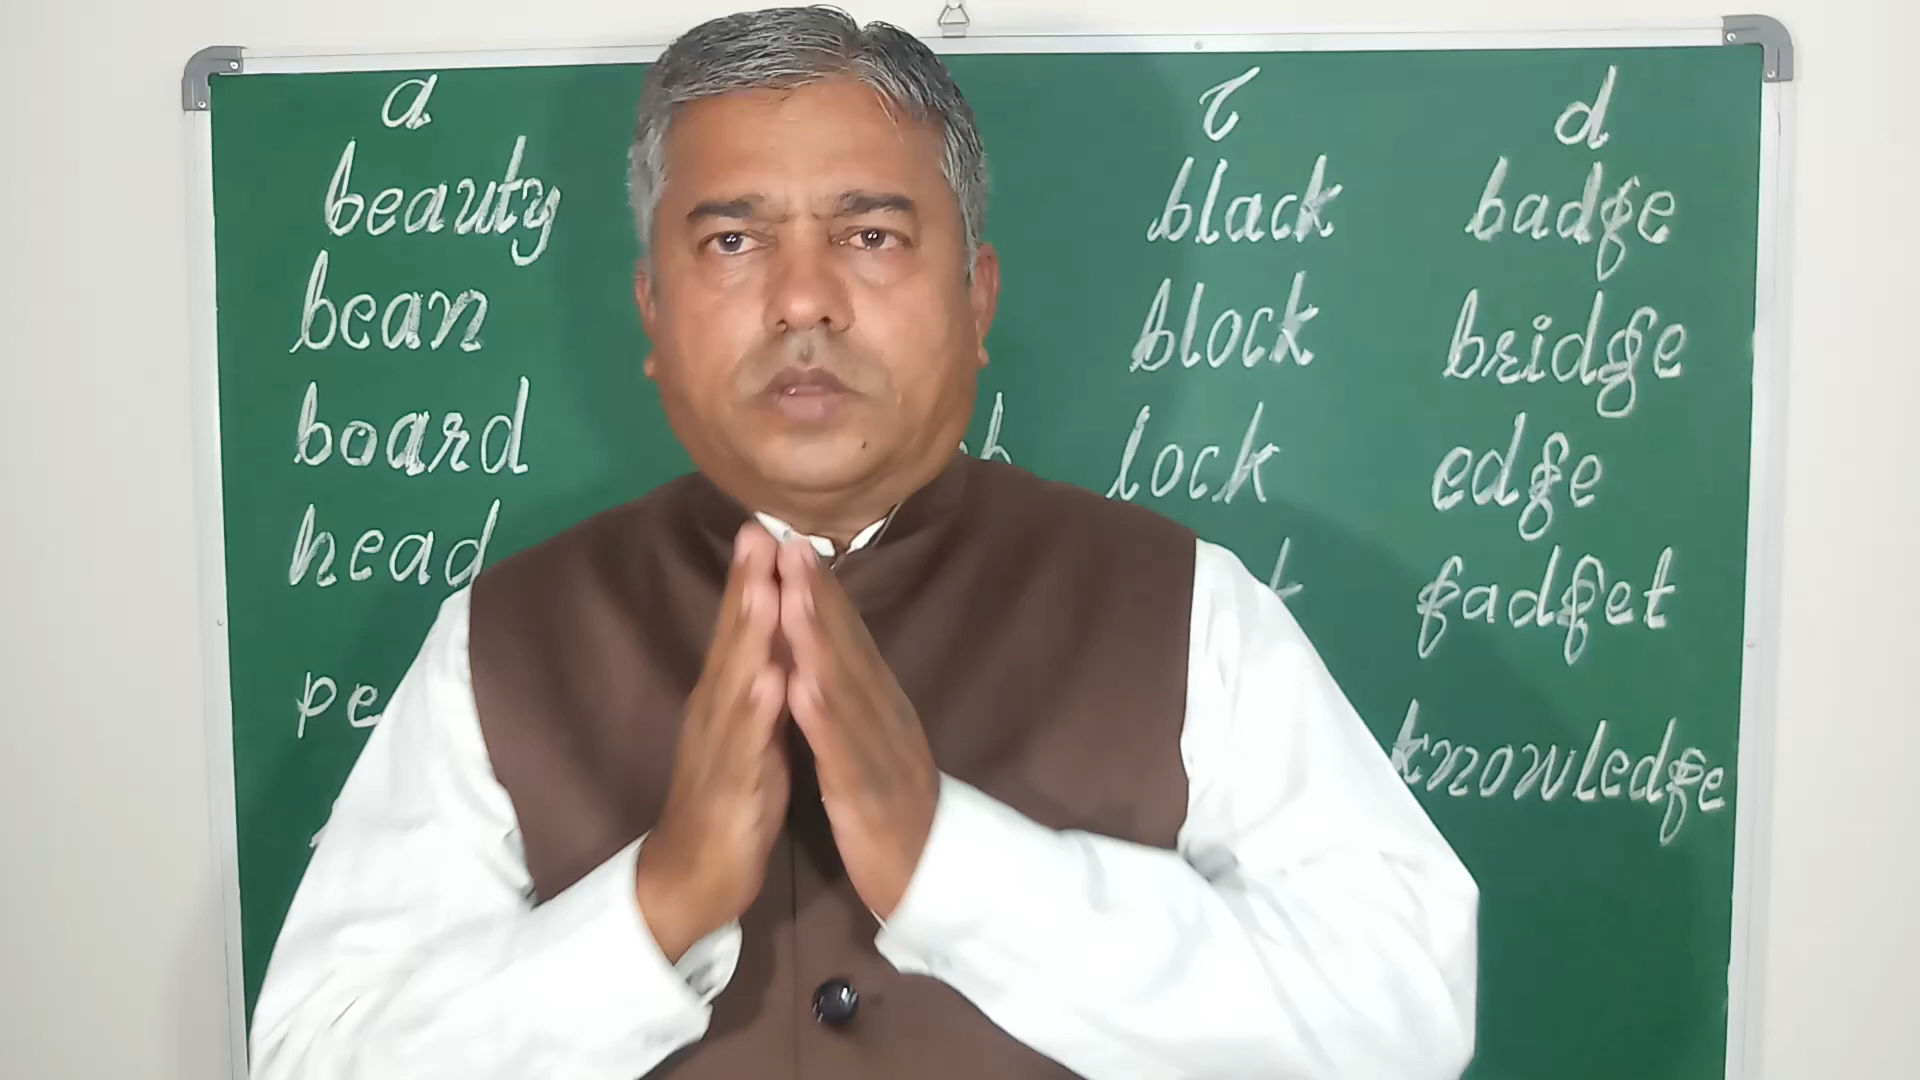 a
beauty
bean
board
head
c
black
block
lock
d
badge
bridge
edge
gadget
knowledge